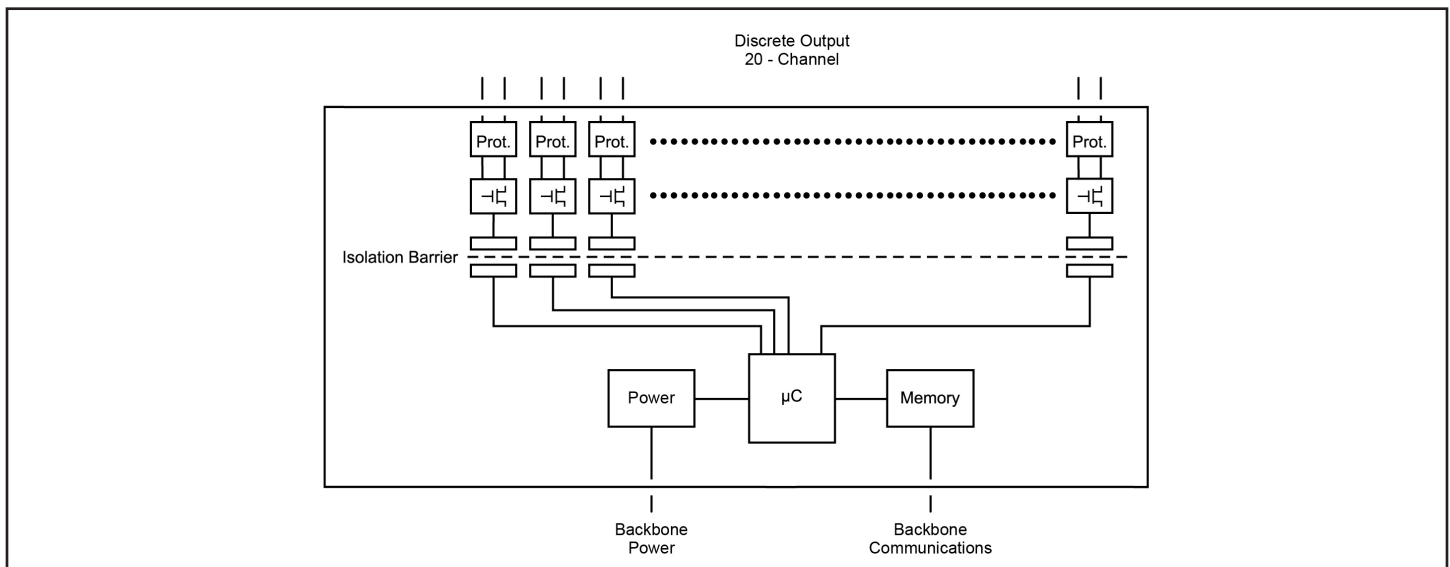 Discrete Output
20 - Channel
Prot. Prot. Prot. Prot.
Isolation Barrier
Power µC Memory
Backbone
Power
Backbone
Communications